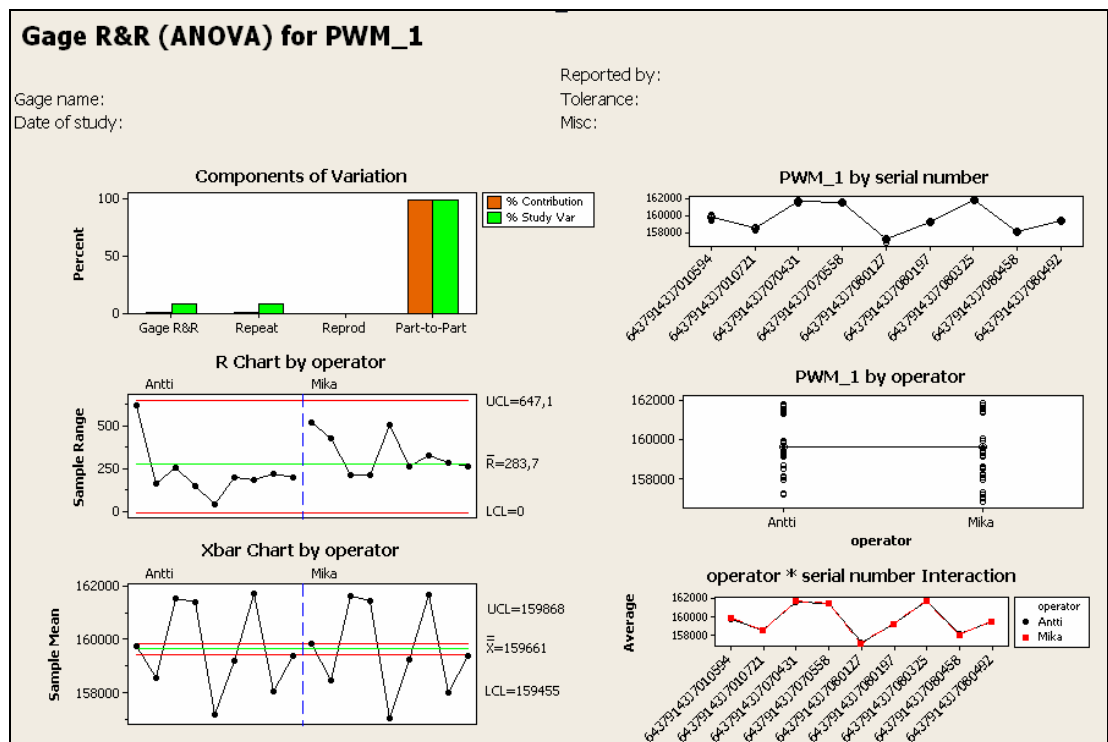 Gage R&R (ANOVA) for PWM_1
Reported by:
Gage name:
Tolerance:
Date of study:
Misc:
Components of Variation
100
50
0
Percent
Gage R&R
Repeat
Reprod
Part-to-Part
% Contribution
% Study Var
R Chart by operator
Antti
Mika
500
250
0
Sample Range
UCL=647,1
R=283,7
LCL=0
Xbar Chart by operator
Antti
Mika
162000
160000
158000
Sample Mean
UCL=159868
X=159661
LCL=159455
PWM_1 by serial number
162000
160000
158000
643791437010594
643791437010721
643791437070431
643791437070558
643791437080127
643791437080197
643791437080325
643791437080458
643791437080492
PWM_1 by operator
162000
160000
158000
Antti
Mika
operator
operator * serial number Interaction
162000
160000
158000
Average
643791437010594
643791437010721
643791437070431
643791437070558
643791437080127
643791437080197
643791437080325
643791437080458
643791437080492
operator
Antti
Mika